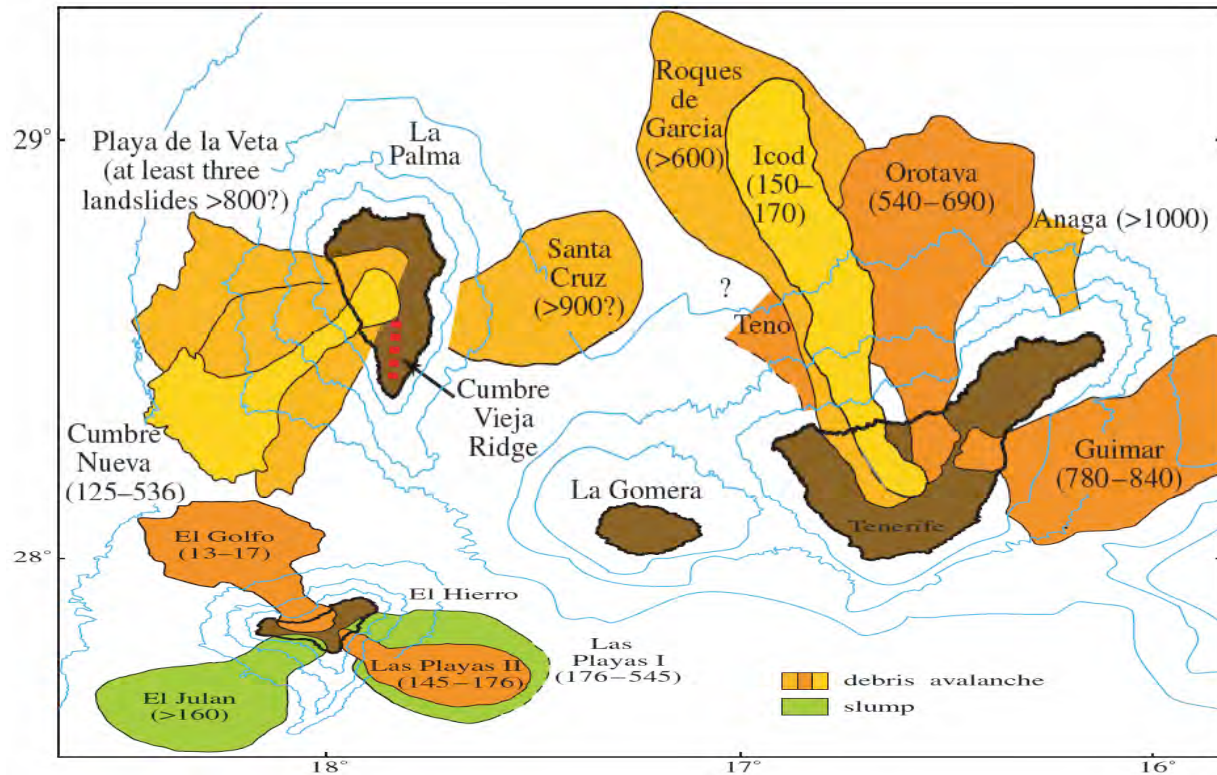 29°
28°
18°
17°
16°
Playa de la Veta
(at least three
landslides >800?)
La
Palma
Santa
Cruz
(>900?)
Cumbre
Vieja
Ridge
Cumbre
Nueva
(125–536)
Roques
de
Garcia
(>600)
Icod
(150–
170)
Orotava
(540–690)
Anaga (>1000)
?
Teno
Guimar
(780–840)
La Gomera
Tenerife
El Golfo
(13–17)
El Hierro
Las
Playas I
(176–545)
Las Playas II
(145–176)
El Julan
(>160)
debris avalanche
slump